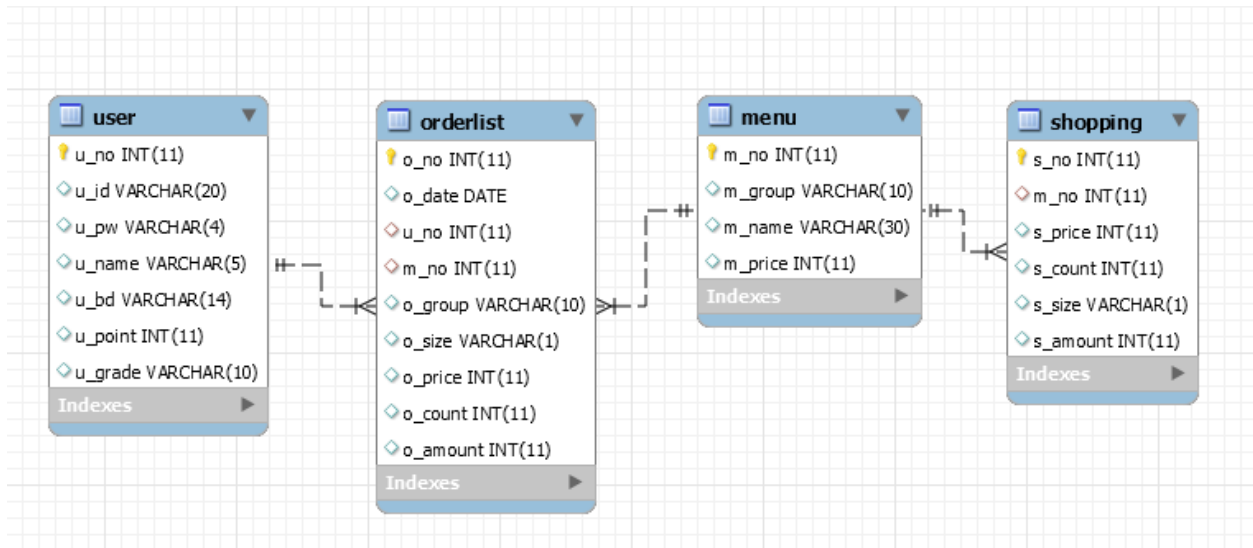 user
u_no INT(11)
u_id VARCHAR(20)
u_pw VARCHAR(4)
u_name VARCHAR(5)
u_bd VARCHAR(14)
u_point INT(11)
u_grade VARCHAR(10)
Indexes
orderlist
o_no INT(11)
o_date DATE
u_no INT(11)
m_no INT(11)
o_group VARCHAR(10)
o_size VARCHAR(1)
o_price INT(11)
o_count INT(11)
o_amount INT(11)
Indexes
menu
m_no INT(11)
m_group VARCHAR(10)
m_name VARCHAR(30)
m_price INT(11)
Indexes
shopping
s_no INT(11)
m_no INT(11)
s_price INT(11)
s_count INT(11)
s_size VARCHAR(1)
s_amount INT(11)
Indexes